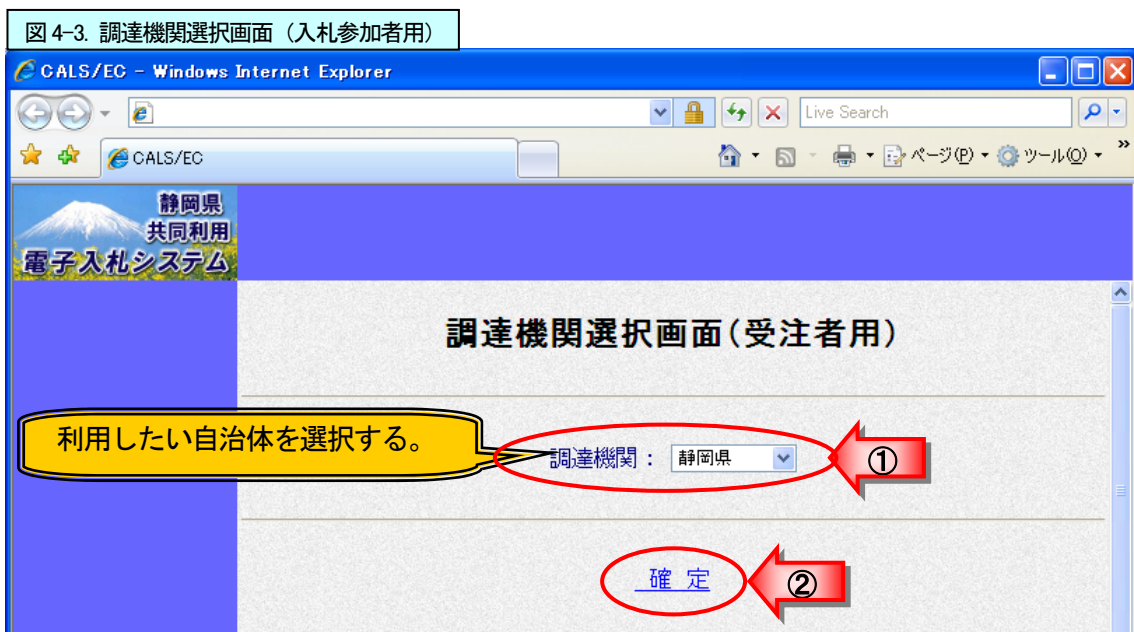 図 4-3. 調達機関選択画面（入札参加者用）
CALS/EC - Windows Internet Explorer
Live Search
CALS/EC
ページ(P)
ツール(O)
静岡県
共同利用
電子入札システム
調達機関選択画面(受注者用)
利用したい自治体を選択する。
調達機関： 静岡県
①
確 定
②